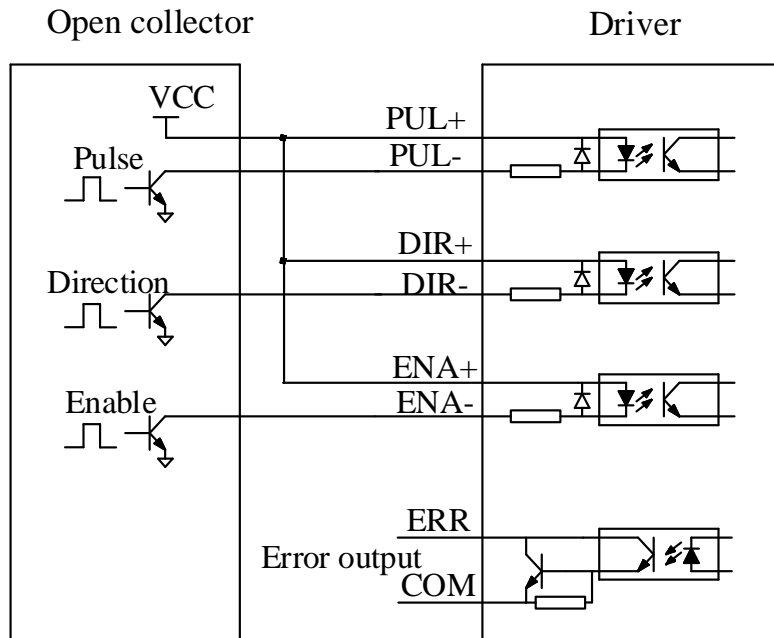 Open collector
Driver
VCC
PUL+
Pulse
PUL-
DIR+
Direction
DIR-
ENA+
Enable
ENA-
ERR
Error output
COM